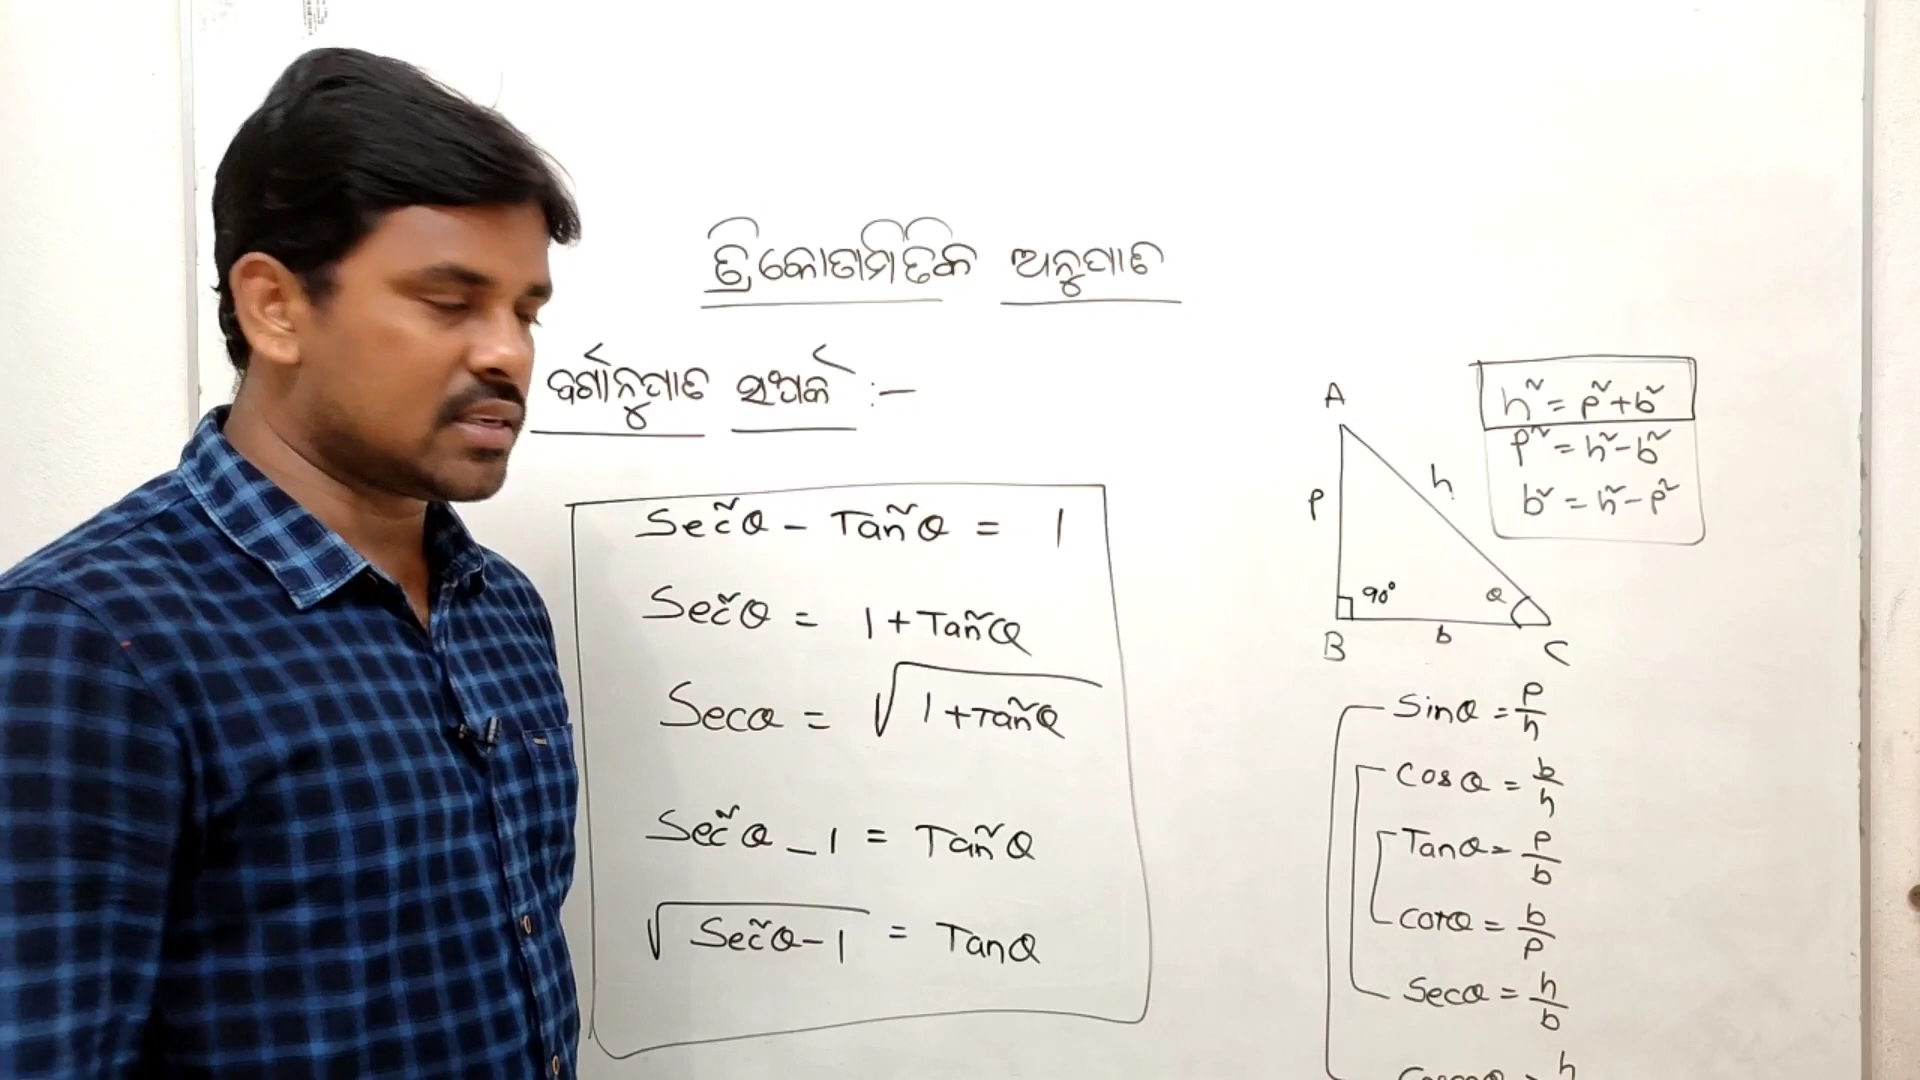 ତ୍ରିକୋଣମିତିକ ଅନୁପାତ
ବର୍ଗାନୁପାତ ସଂପର୍କ :-
Sec²θ - Tan²θ = 1
Sec²θ = 1 + Tan²θ
Secθ = √1 + Tan²θ
Sec²θ - 1 = Tan²θ
√Sec²θ - 1 = Tanθ
h² = p² + b²
p² = h² - b²
b² = h² - p²
A
p
h
90°
θ
B
b
C
Sinθ = p/h
Cosθ = b/h
Tanθ = p/b
Cotθ = b/p
Secθ = h/b